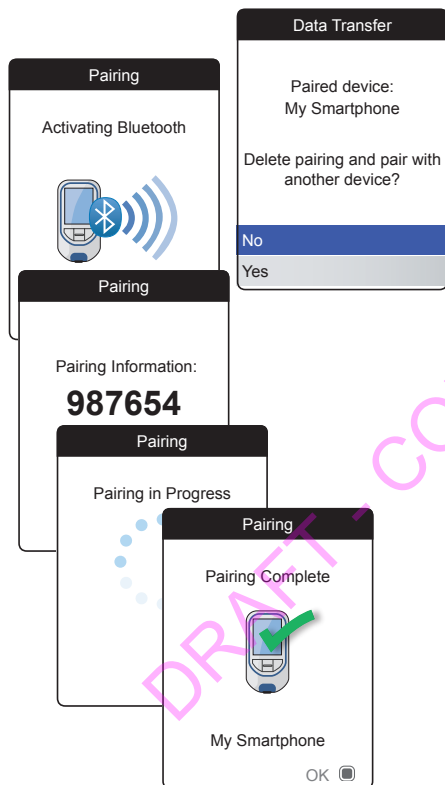 Pairing
Activating Bluetooth
Pairing
Pairing Information:
987654
Pairing
Pairing in Progress
Pairing
Pairing Complete
My Smartphone
OK
Data Transfer
Paired device:
My Smartphone
Delete pairing and pair with
another device?
No
Yes
DRAFT - CO